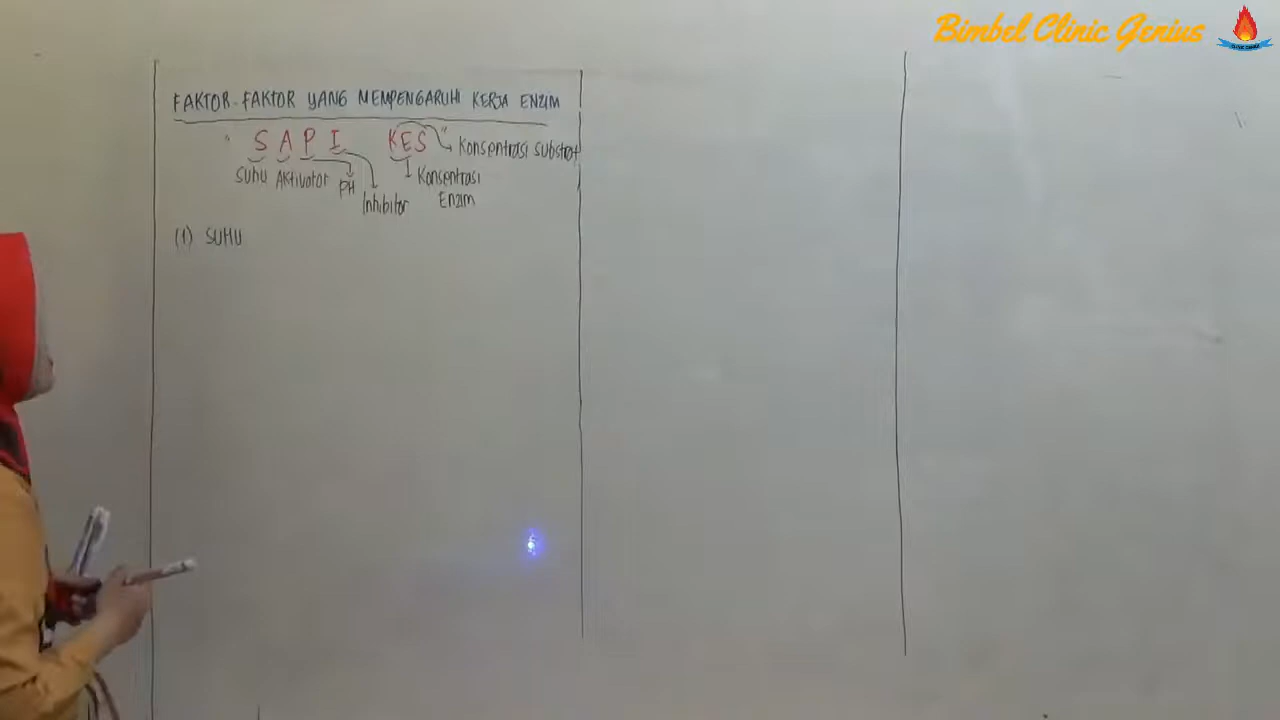 Bimbel Clinic Genius
FAKTOR-FAKTOR YANG MEMPENGARUHI KERJA ENZIM
" S A P I KES "
Konsentrasi Substrat
Suhu Aktivator PH Konsentrasi
Inhibitor Enzim
(1) SUHU